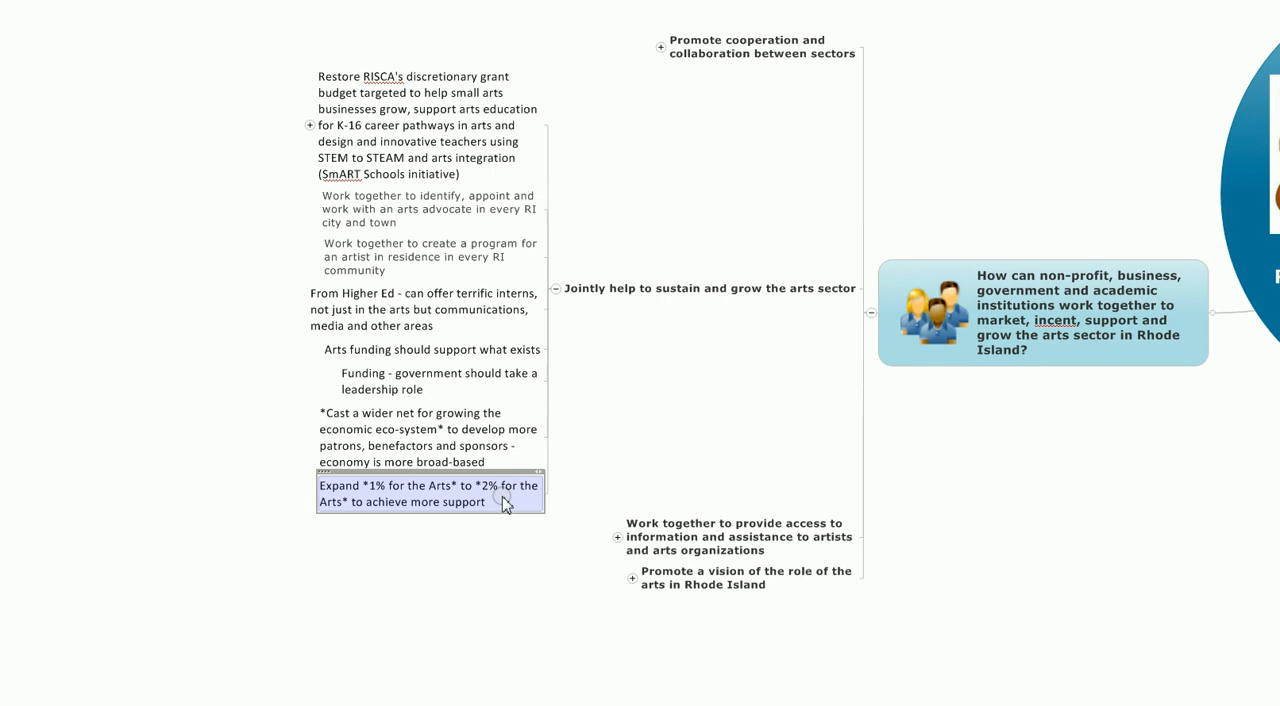 Promote cooperation and
collaboration between sectors
Restore RISCA's discretionary grant
budget targeted to help small arts
businesses grow, support arts education
for K-16 career pathways in arts and
design and innovative teachers using
STEM to STEAM and arts integration
(SmART Schools initiative)
Work together to identify, appoint and
work with an arts advocate in every RI
city and town
Work together to create a program for
an artist in residence in every RI
community
From Higher Ed - can offer terrific interns,
not just in the arts but communications,
media and other areas
Arts funding should support what exists
Funding - government should take a
leadership role
*Cast a wider net for growing the
economic eco-system* to develop more
patrons, benefactors and sponsors -
economy is more broad-based
Expand *1% for the Arts* to *2% for the
Arts* to achieve more support
Jointly help to sustain and grow the arts sector
Work together to provide access to
information and assistance to artists
and arts organizations
Promote a vision of the role of the
arts in Rhode Island
How can non-profit, business,
government and academic
institutions work together to
market, incent, support and
grow the arts sector in Rhode
Island?